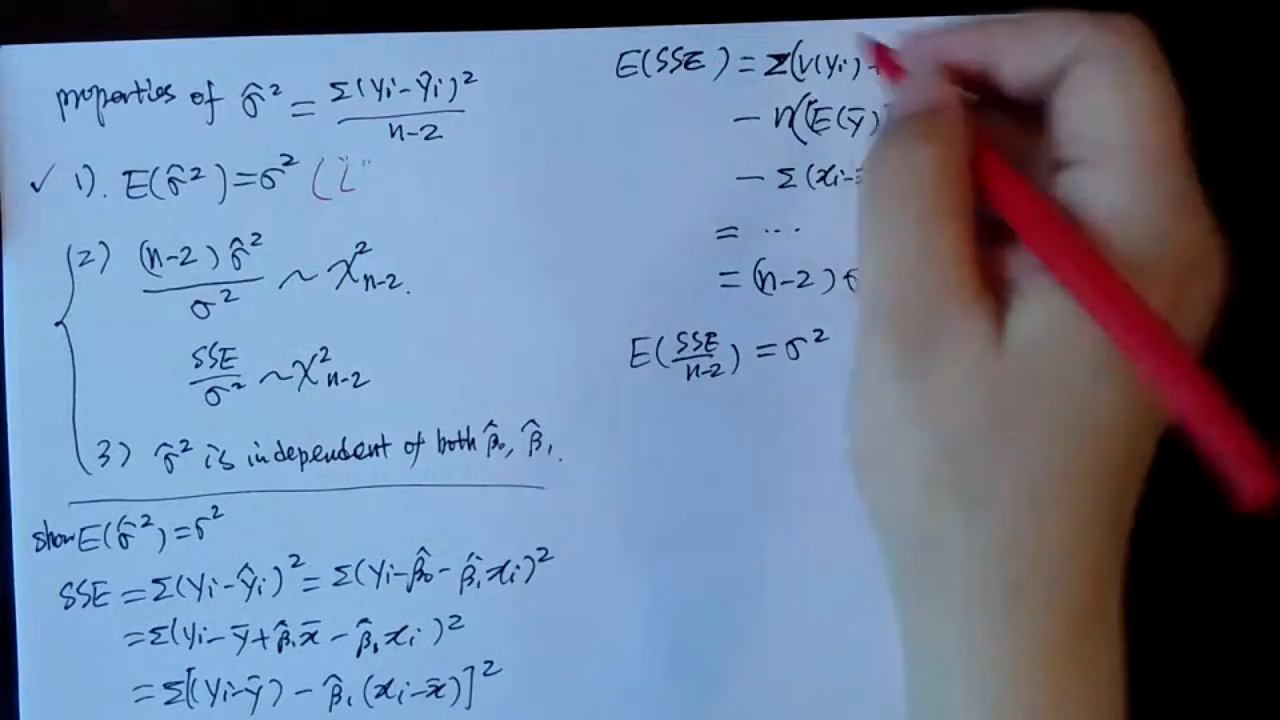 properties of σ̂² = Σ(yi-ŷi)² / n-2
✓ 1). E(σ̂²)=σ² (
(2) (n-2)σ̂² / σ² ~ χ²n-2.
SSE / σ² ~ χ²n-2
(3) σ̂² is independent of both β̂0, β̂1.
show E(σ̂²)=σ²
SSE = Σ(yi-ŷi)² = Σ(yi-β̂0-β̂1xi)²
=Σ(yi-ȳ+β̂1x̄-β̂1xi)²
=Σ[(yi-ȳ)-β̂1(xi-x̄)]²
E(SSE) = Σ(V(yi)+
- n([E(ȳ)
- Σ(xi-
= ...
= (n-2)σ
E(SSE / n-2) = σ²